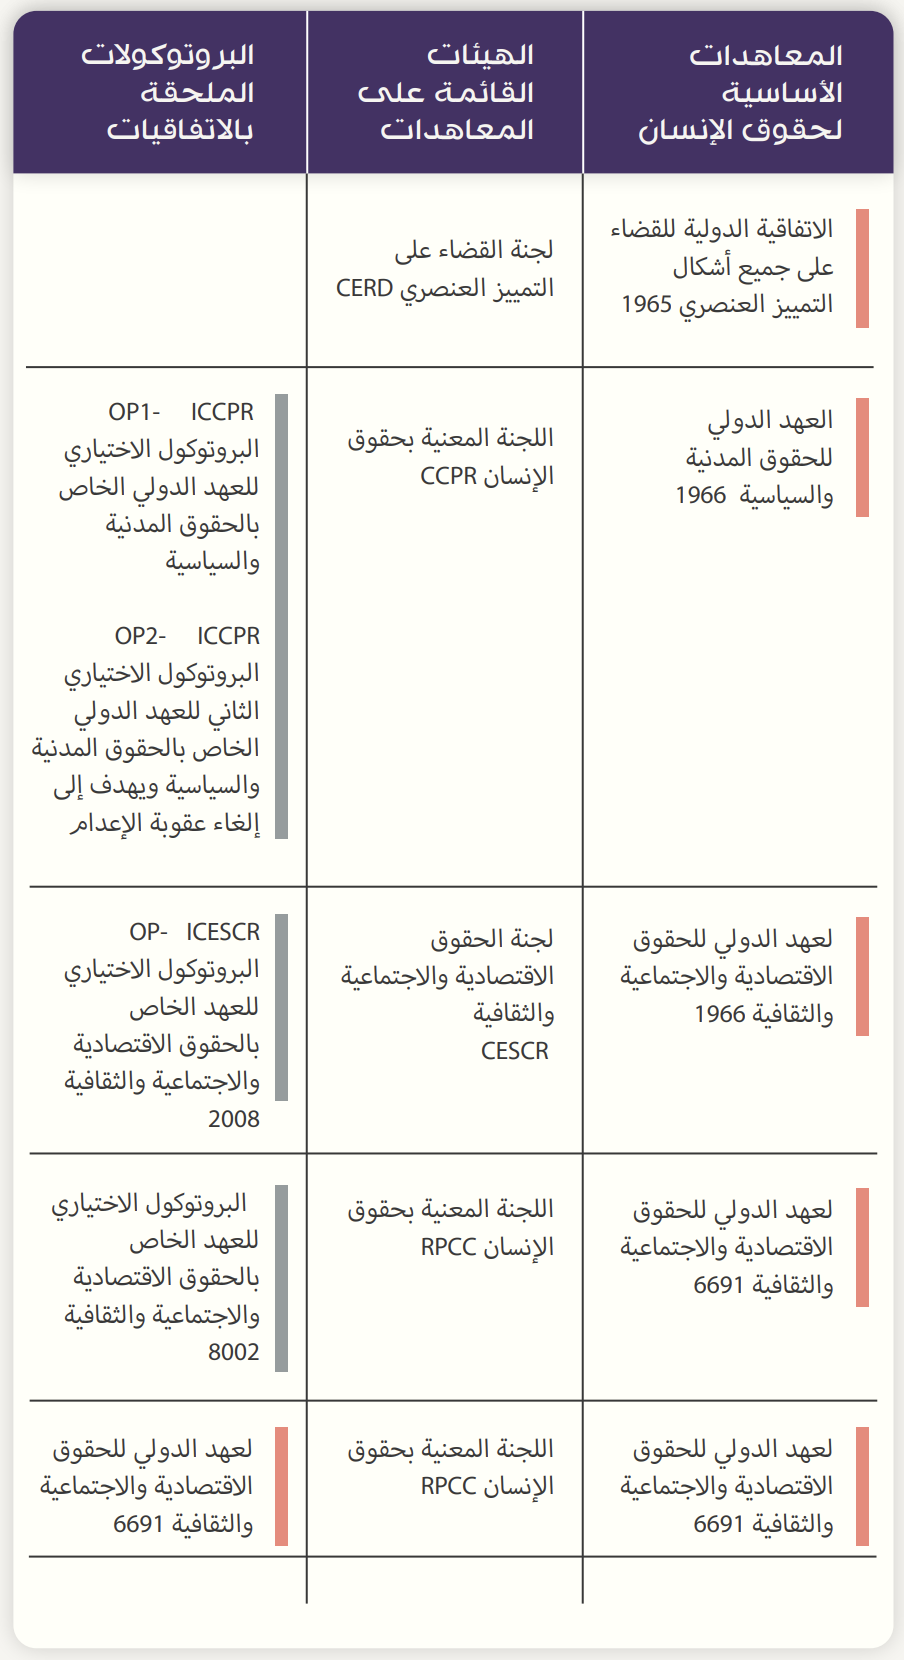 المعاهدات
الأساسية
لحقوق الإنسان
الهيئات
القائمة على
المعاهدات
البروتوكولات
الملحقة
بالاتفاقيات
الاتفاقية الدولية للقضاء
على جميع أشكال
التمييز العنصري 1965
لجنة القضاء على
التمييز العنصري CERD
العهد الدولي
للحقوق المدنية
والسياسية 1966
اللجنة المعنية بحقوق
الإنسان CCPR
OP1- ICCPR
البروتوكول الاختياري
للعهد الدولي الخاص
بالحقوق المدنية
والسياسية
OP2- ICCPR
البروتوكول الاختياري
الثاني للعهد الدولي
الخاص بالحقوق المدنية
والسياسية ويهدف إلى
إلغاء عقوبة الإعدام
لعهد الدولي للحقوق
الاقتصادية والاجتماعية
والثقافية 1966
لجنة الحقوق
الاقتصادية والاجتماعية
والثقافية
CESCR
OP- ICESCR
البروتوكول الاختياري
للعهد الخاص
بالحقوق الاقتصادية
والاجتماعية والثقافية
2008
لعهد الدولي للحقوق
الاقتصادية والاجتماعية
والثقافية 6691
اللجنة المعنية بحقوق
الإنسان RPCC
البروتوكول الاختياري
للعهد الخاص
بالحقوق الاقتصادية
والاجتماعية والثقافية
8002
لعهد الدولي للحقوق
الاقتصادية والاجتماعية
والثقافية 6691
اللجنة المعنية بحقوق
الإنسان RPCC
لعهد الدولي للحقوق
الاقتصادية والاجتماعية
والثقافية 6691